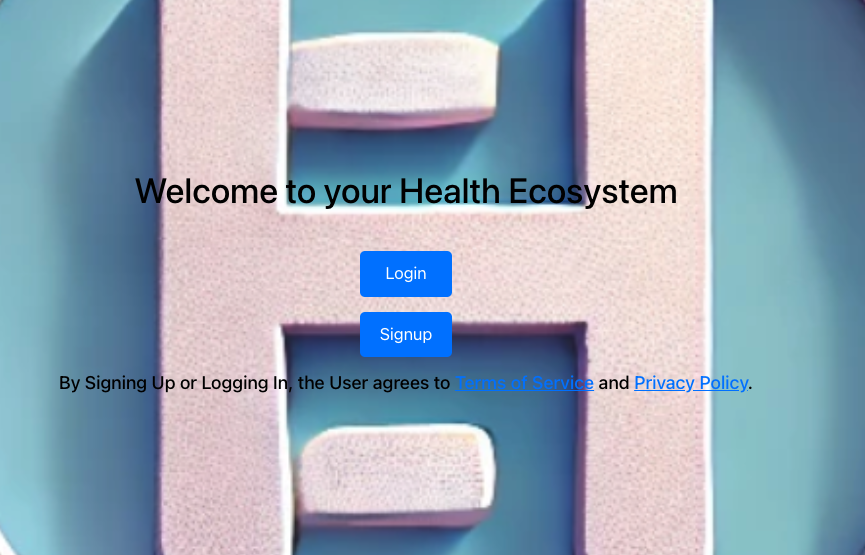 Welcome to your Health Ecosystem
Login
Signup
By Signing Up or Logging In, the User agrees to Terms of Service and Privacy Policy.